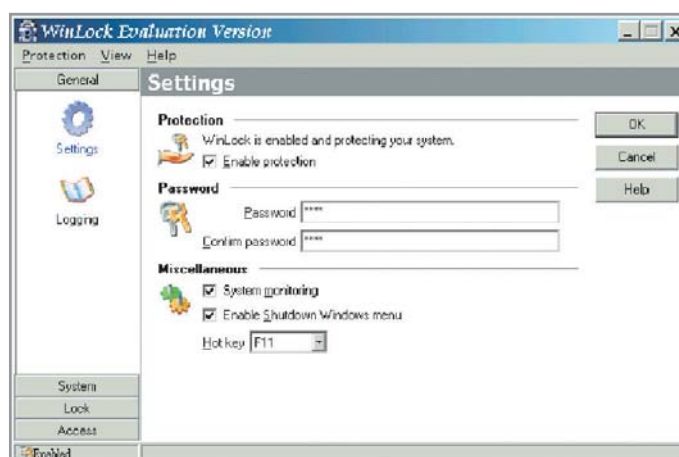 WinLock Evaluation Version
Protection View Help
General
Settings
Logging
System
Lock
Access
Enabled
Settings
Protection
WinLock is enabled and protecting your system.
Enable protection
Password
Password ****
Confirm password ****
Miscellaneous
System monitoring
Enable Shutdown Windows menu
Hot key F11
OK
Cancel
Help